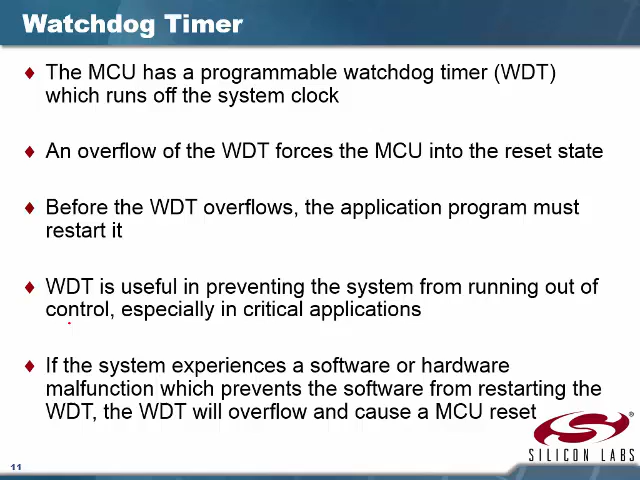 Watchdog Timer
The MCU has a programmable watchdog timer (WDT)
which runs off the system clock
An overflow of the WDT forces the MCU into the reset state
Before the WDT overflows, the application program must
restart it
WDT is useful in preventing the system from running out of
control, especially in critical applications
If the system experiences a software or hardware
malfunction which prevents the software from restarting the
WDT, the WDT will overflow and cause a MCU reset
®
SILICON LABS
11